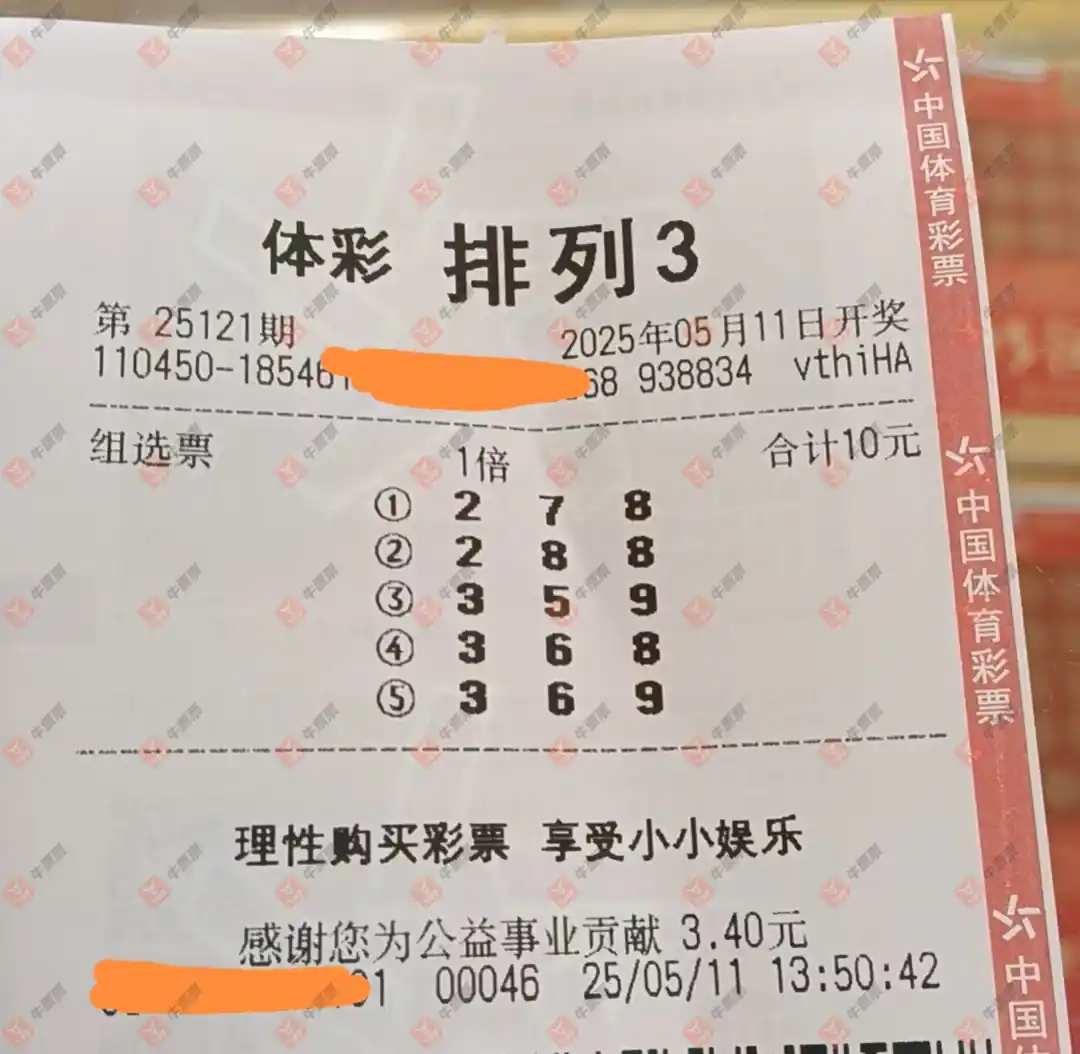 体彩 排列3
第 25121期 2025年05月11日开奖
110450-18546 68 938834 vthiHA
组选票 1倍 合计10元
① 2 7 8
② 2 8 8
③ 3 5 9
④ 3 6 8
⑤ 3 6 9
理性购买彩票 享受小小娱乐
感谢您为公益事业贡献 3.40元
01 00046 25/05/11 13:50:42
中国体育彩票
中国体育彩票
中国体